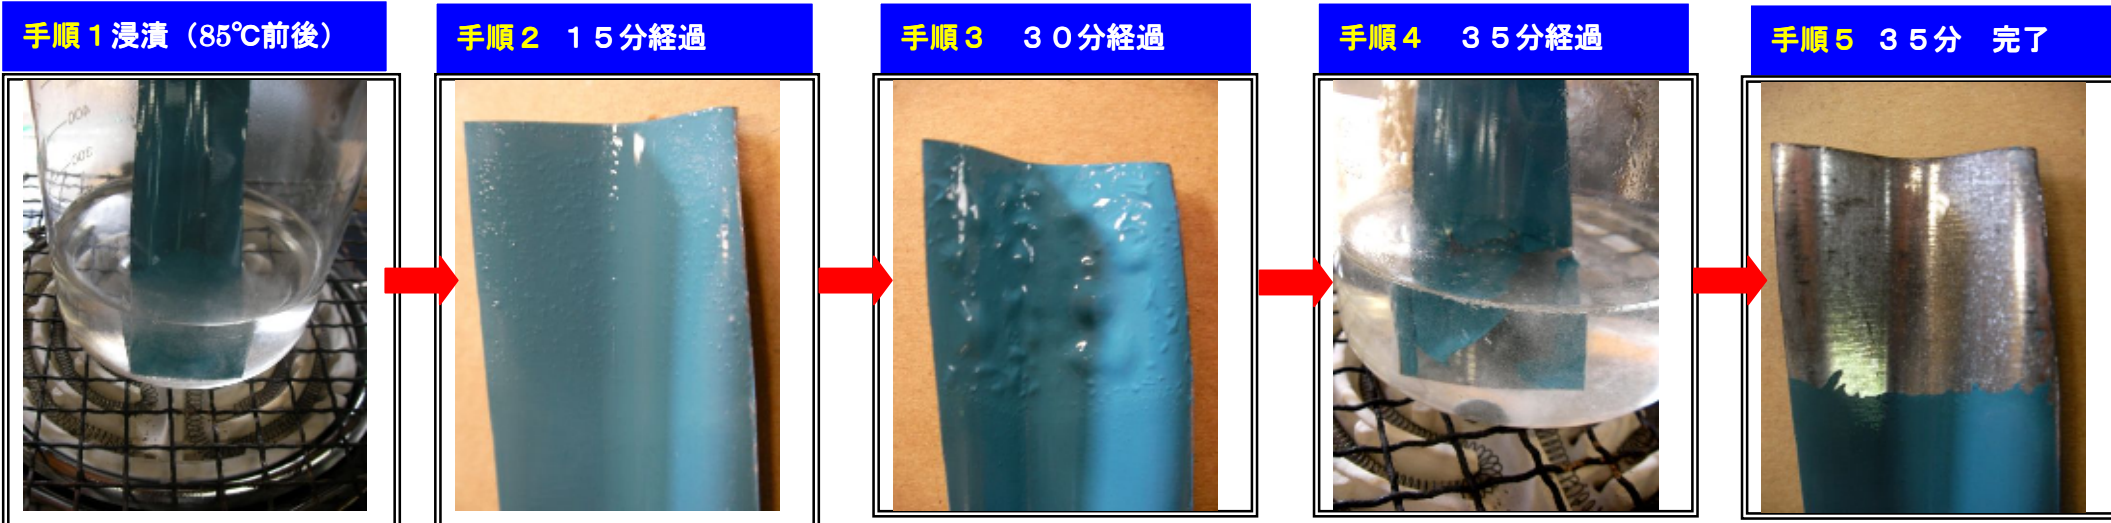 手順１浸漬（85℃前後）
手順２　１５分経過
手順３　３０分経過
手順４　３５分経過
手順５　３５分　完了
400
300